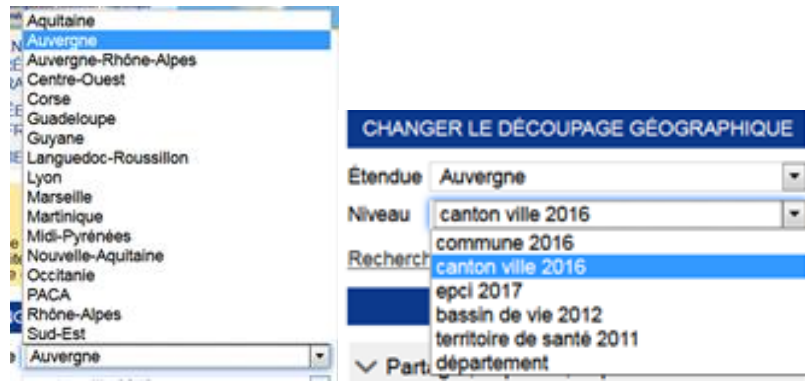 Aquitaine
Auvergne
Auvergne-Rhône-Alpes
Centre-Ouest
Corse
Guadeloupe
Guyane
Languedoc-Roussillon
Lyon
Marseille
Martinique
Midi-Pyrénées
Nouvelle-Aquitaine
Occitanie
PACA
Rhône-Alpes
Sud-Est
Auvergne
CHANGER LE DÉCOUPAGE GÉOGRAPHIQUE
Étendue Auvergne
Niveau canton ville 2016
commune 2016
Recherch canton ville 2016
epci 2017
bassin de vie 2012
territoire de santé 2011
Part département